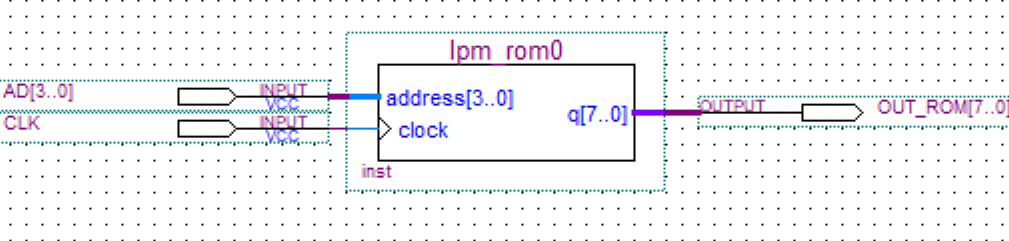 lpm_rom0
AD[3..0]
INPUT
VCC
address[3..0]
CLK
INPUT
VCC
clock
q[7..0]
OUTPUT
OUT_ROM[7..0]
inst